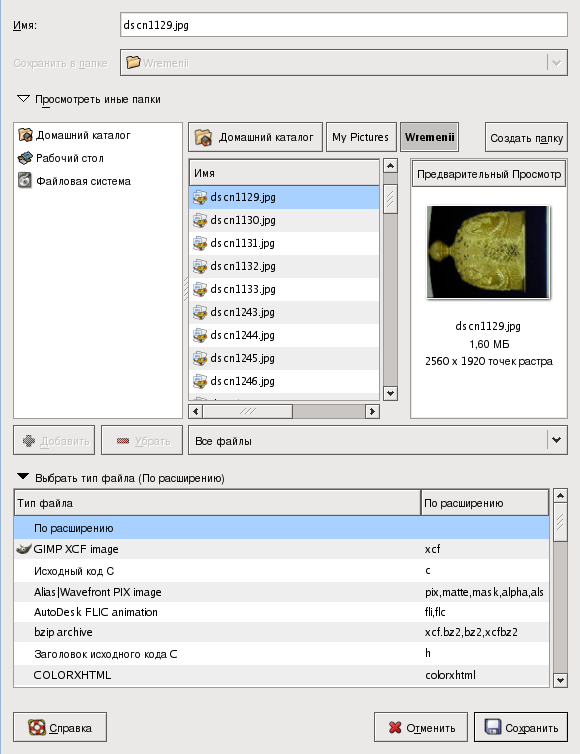 Имя: dscn1129.jpg
Сохранить в папке Wremenii
Просмотреть иные папки
Домашний каталог
Рабочий стол
Файловая система
Домашний каталог My Pictures Wremenii Создать папку
Имя
dscn1129.jpg
dscn1130.jpg
dscn1131.jpg
dscn1132.jpg
dscn1133.jpg
dscn1243.jpg
dscn1244.jpg
dscn1245.jpg
dscn1246.jpg
Предварительный Просмотр
dscn1129.jpg
1,60 МБ
2560 x 1920 точек растра
Добавить Убрать Все файлы
Выбрать тип файла (По расширению)
Тип файла По расширению
По расширению
GIMP XCF image xcf
Исходный код C c
Alias|Wavefront PIX image pix,matte,mask,alpha,als
AutoDesk FLIC animation fli,flc
bzip archive xcf.bz2,bz2,xcfbz2
Заголовок исходного кода C h
COLORXHTML colorxhtml
Справка Отменить Сохранить